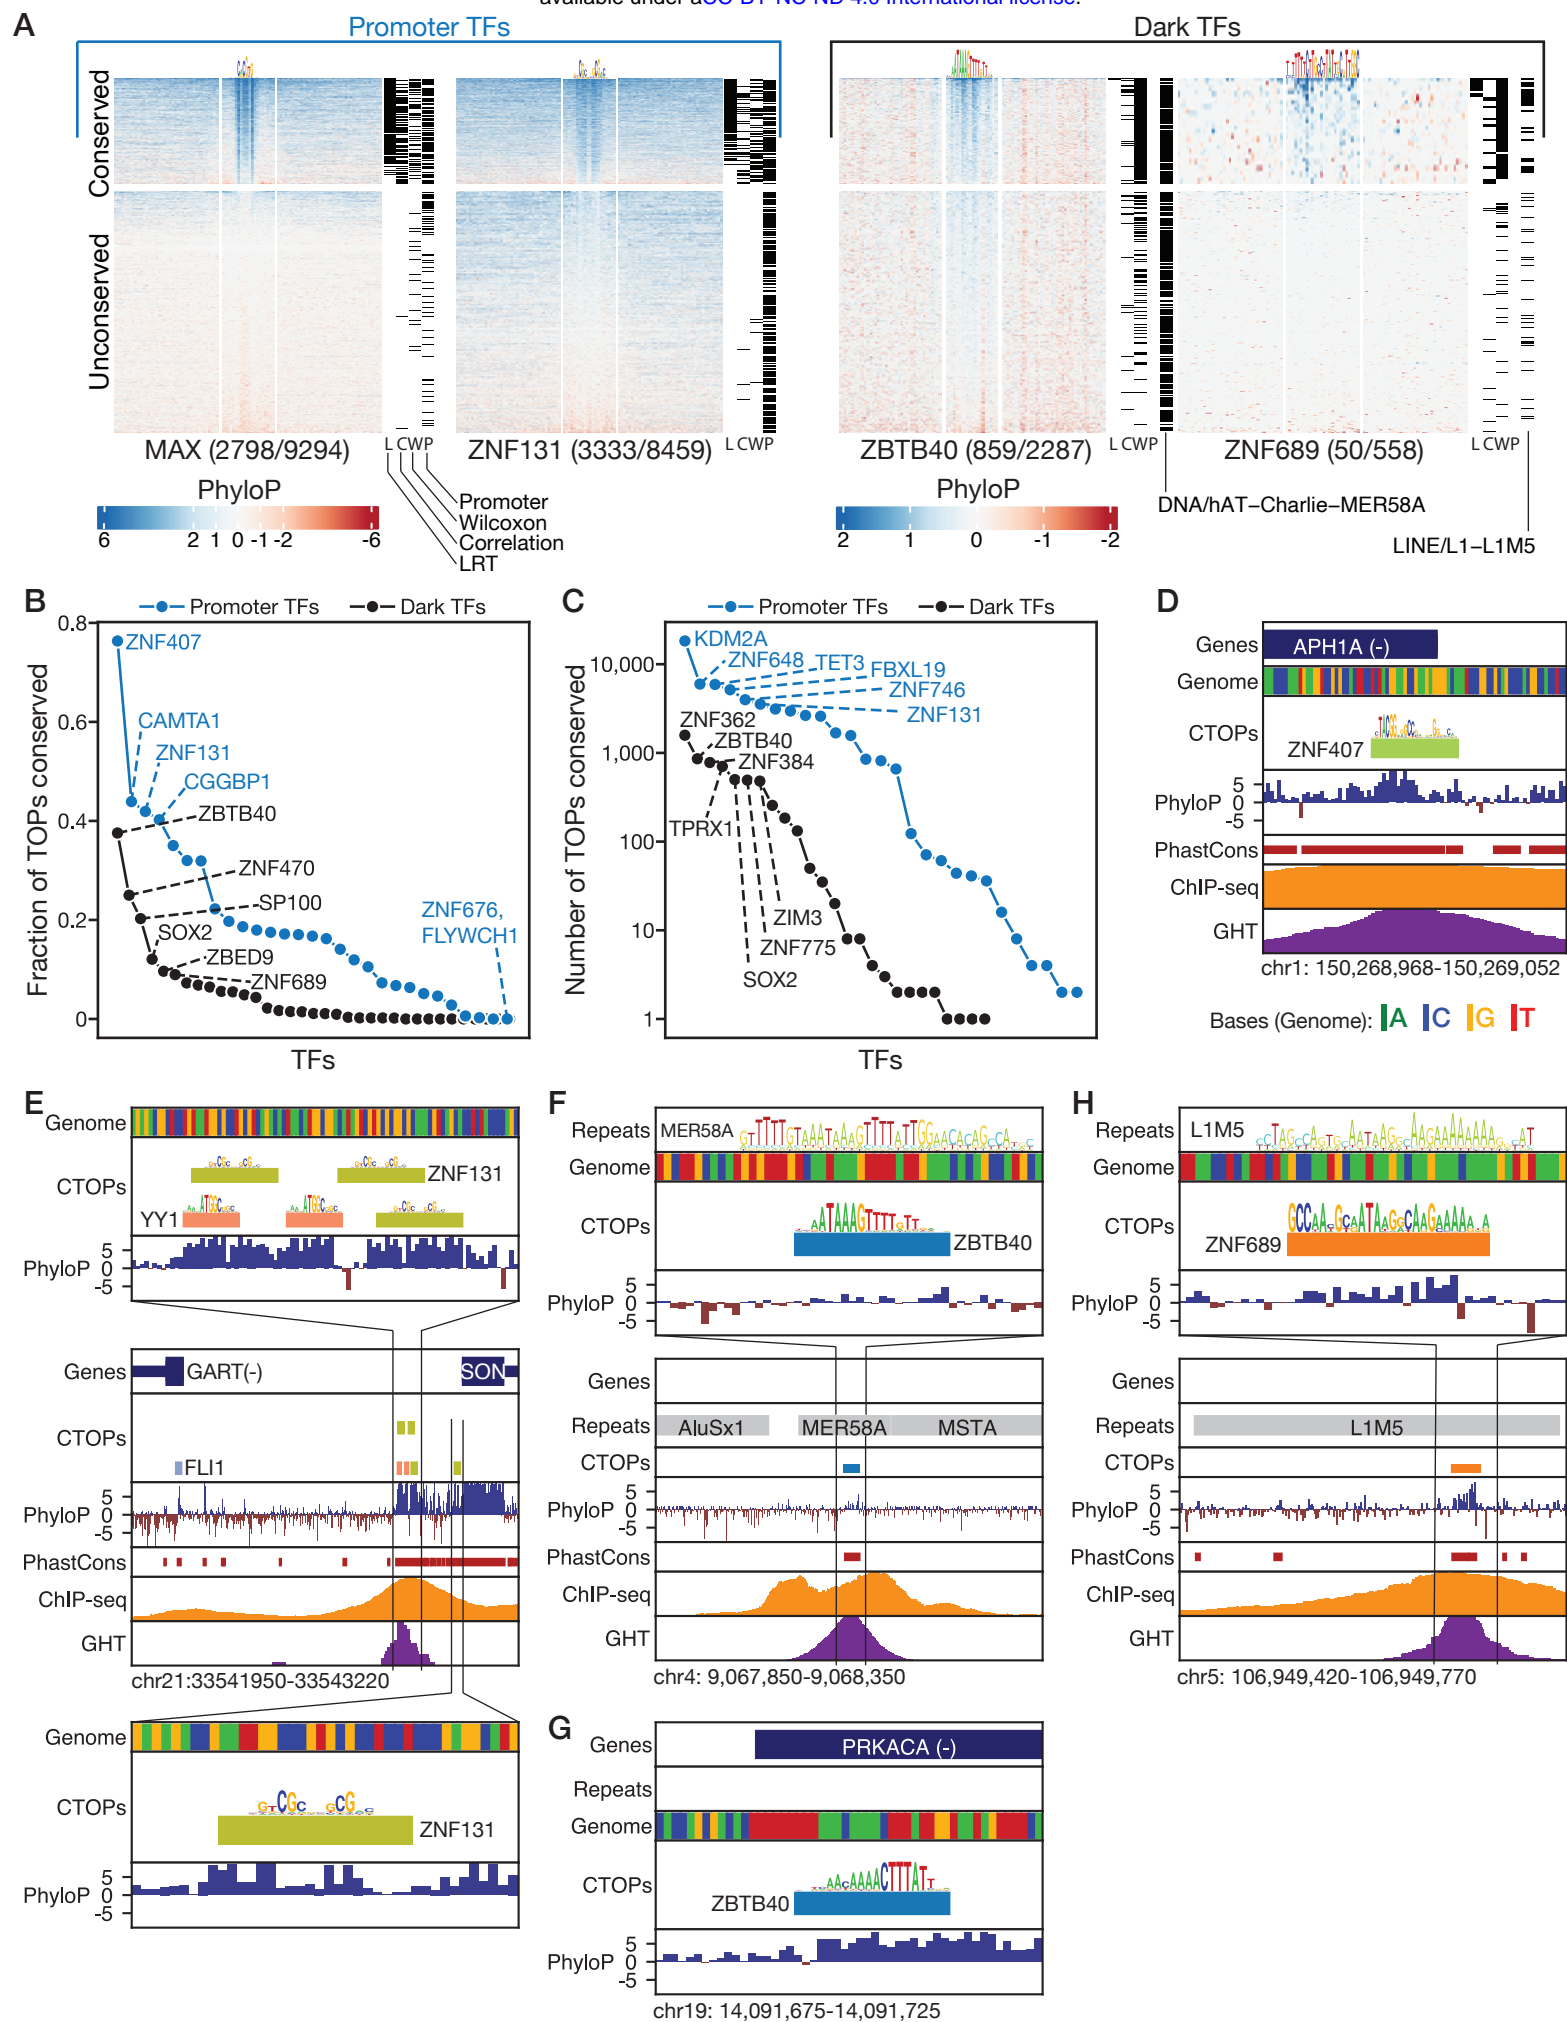 available under aCC-BY-NC-ND 4.0 International license.
A
Promoter TFs
Dark TFs
Conserved
Unconserved
MAX (2798/9294)
L CWP
ZNF131 (3333/8459)
L CWP
ZBTB40 (859/2287)
L CWP
ZNF689 (50/558)
L CWP
PhyloP
6 2 1 0 -1 -2 -6
Promoter
Wilcoxon
Correlation
LRT
PhyloP
2 1 0 -1 -2
DNA/hAT–Charlie–MER58A
LINE/L1–L1M5
B
Promoter TFs
Dark TFs
Fraction of TOPs conserved
0.8
0.6
0.4
0.2
0
ZNF407
CAMTA1
ZNF131
CGGBP1
ZBTB40
ZNF470
SP100
SOX2
ZBED9
ZNF689
ZNF676,
FLYWCH1
TFs
C
Promoter TFs
Dark TFs
Number of TOPs conserved
10,000
1,000
100
10
1
KDM2A
ZNF648
TET3
FBXL19
ZNF746
ZNF131
ZNF362
ZBTB40
ZNF384
TPRX1
ZIM3
ZNF775
SOX2
TFs
D
Genes
APH1A (-)
Genome
CTOPs
ZNF407
PhyloP
5
0
-5
PhastCons
ChIP-seq
GHT
chr1: 150,268,968-150,269,052
Bases (Genome): A C G T
E
Genome
CTOPs
ZNF131
YY1
PhyloP
5
0
-5
Genes
GART(-)
SON
CTOPs
FLI1
PhyloP
5
0
-5
PhastCons
ChIP-seq
GHT
chr21:33541950-33543220
Genome
CTOPs
ZNF131
PhyloP
5
0
-5
F
Repeats
MER58A
Genome
CTOPs
ZBTB40
PhyloP
5
0
-5
Genes
Repeats
AluSx1
MER58A
MSTA
CTOPs
PhyloP
5
0
-5
PhastCons
ChIP-seq
GHT
chr4: 9,067,850-9,068,350
G
Genes
PRKACA (-)
Repeats
Genome
CTOPs
ZBTB40
PhyloP
5
0
-5
chr19: 14,091,675-14,091,725
H
Repeats
L1M5
Genome
CTOPs
ZNF689
PhyloP
5
0
-5
Genes
Repeats
L1M5
CTOPs
PhyloP
5
0
-5
PhastCons
ChIP-seq
GHT
chr5: 106,949,420-106,949,770